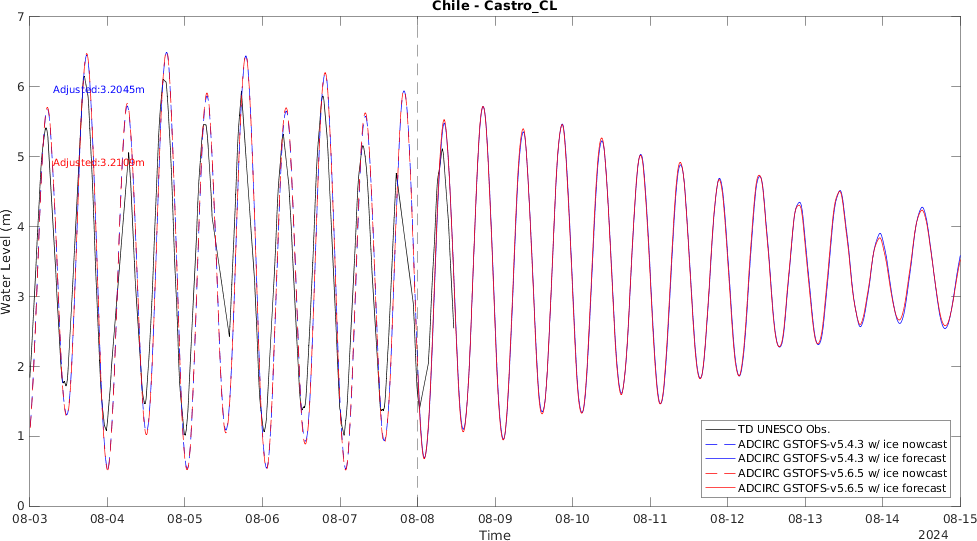 Chile - Castro_CL
7
6
5
4
3
2
1
0
Water Level (m)
Adjusted:3.2045m
Adjusted:3.2109m
TD UNESCO Obs.
ADCIRC GSTOFS-v5.4.3 w/ ice nowcast
ADCIRC GSTOFS-v5.4.3 w/ ice forecast
ADCIRC GSTOFS-v5.6.5 w/ ice nowcast
ADCIRC GSTOFS-v5.6.5 w/ ice forecast
08-03 08-04 08-05 08-06 08-07 08-08 08-09 08-10 08-11 08-12 08-13 08-14 08-15
Time
2024